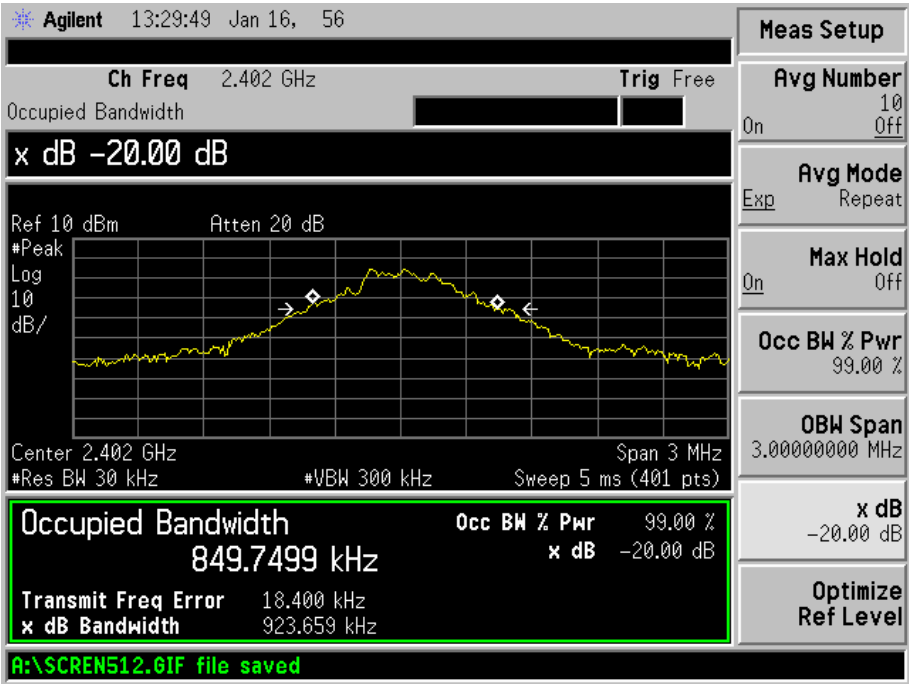 Agilent 13:29:49 Jan 16, 56
Ch Freq 2.402 GHz Trig Free
Occupied Bandwidth
x dB -20.00 dB
Ref 10 dBm Atten 20 dB
#Peak
Log
10
dB/
Center 2.402 GHz Span 3 MHz
#Res BW 30 kHz #VBW 300 kHz Sweep 5 ms (401 pts)
Occupied Bandwidth Occ BW % Pwr 99.00 %
849.7499 kHz x dB -20.00 dB
Transmit Freq Error 18.400 kHz
x dB Bandwidth 923.659 kHz
A:\SCREN512.GIF file saved
Meas Setup
Avg Number
10
On Off
Avg Mode
Exp Repeat
Max Hold
On Off
Occ BW % Pwr
99.00 %
OBW Span
3.00000000 MHz
x dB
-20.00 dB
Optimize
Ref Level